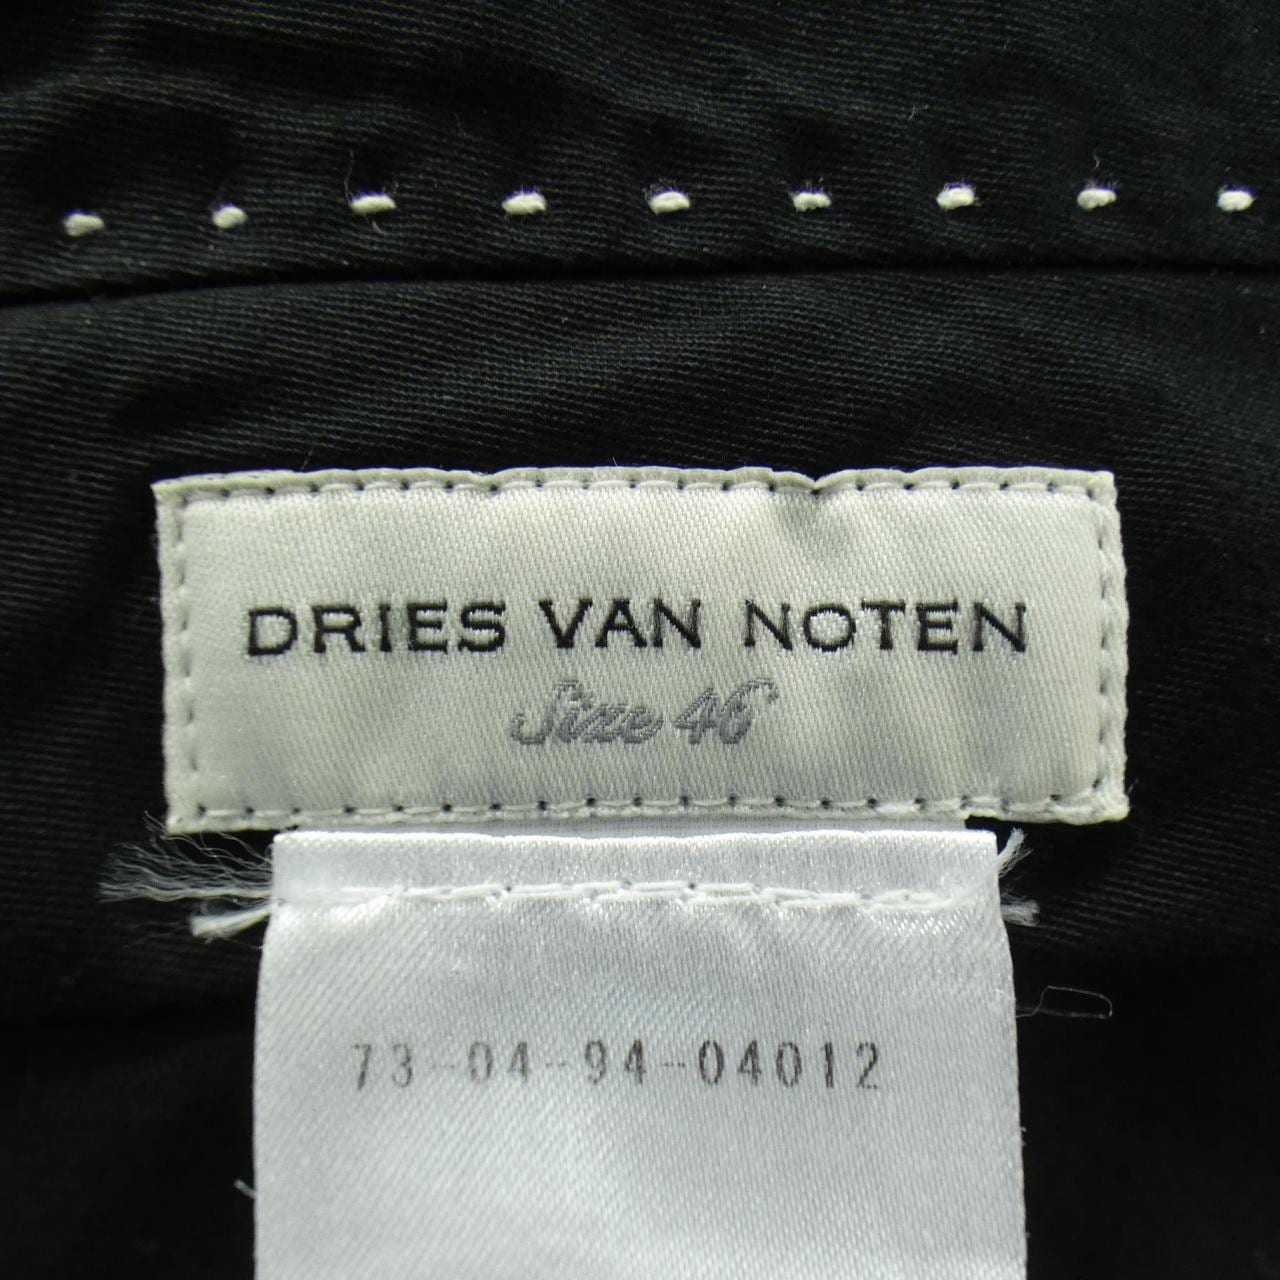 DRIES VAN NOTEN
Size 46
73-04-94-04012